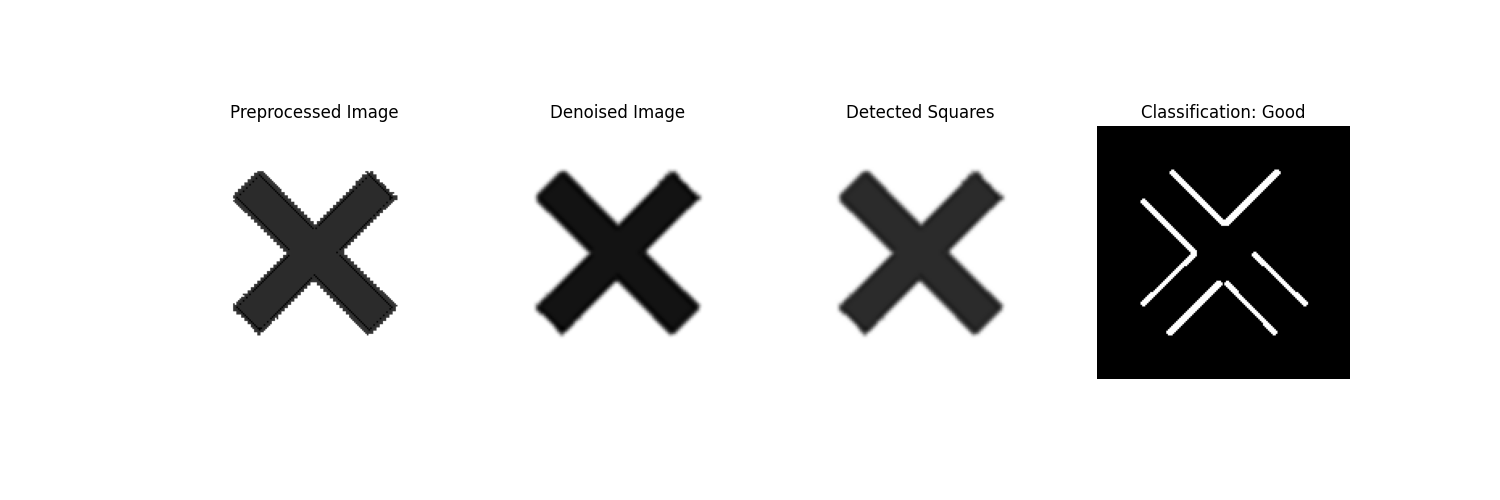 Preprocessed Image
Denoised Image
Detected Squares
Classification: Good